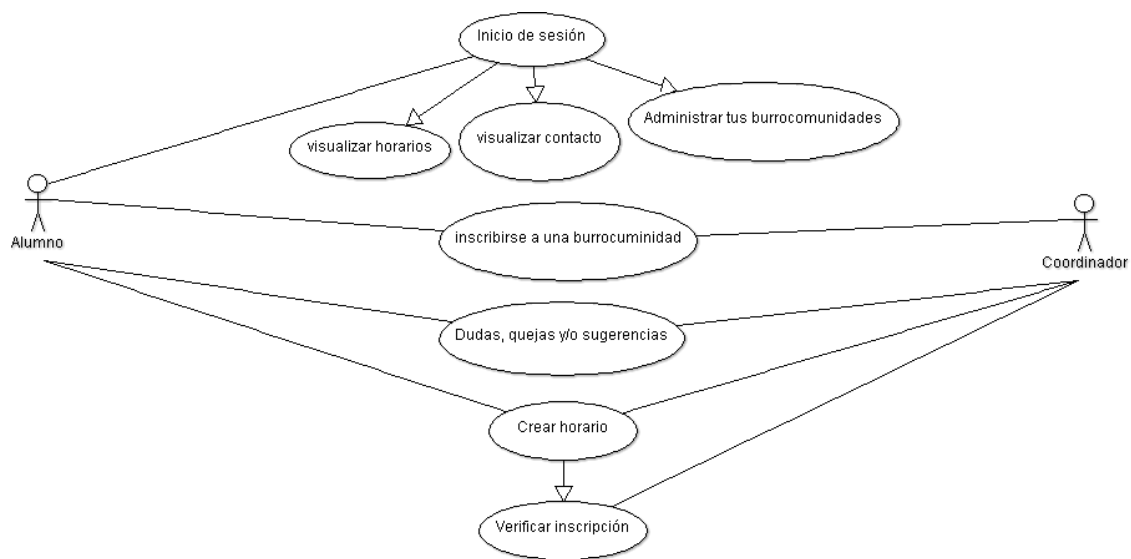 Inicio de sesión
Administrar tus burrocomunidades
visualizar contacto
visualizar horarios
Alumno
inscribirse a una burrocuminidad
Coordinador
Dudas, quejas y/o sugerencias
Crear horario
Verificar inscripción